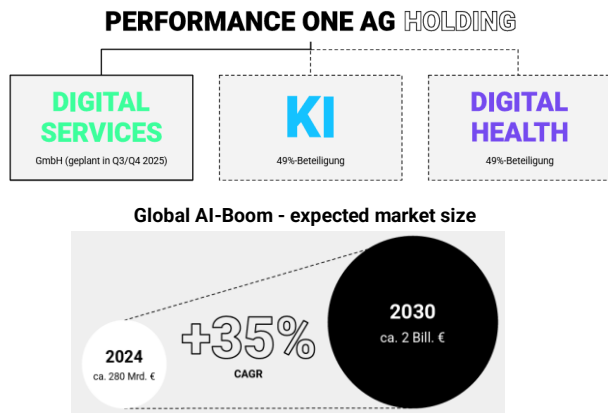 PERFORMANCE ONE AG HOLDING
DIGITAL
SERVICES
GmbH (geplant in Q3/Q4 2025)
KI
49%-Beteiligung
DIGITAL
HEALTH
49%-Beteiligung
Global AI-Boom - expected market size
2024
ca. 280 Mrd. €
+35%
CAGR
2030
ca. 2 Bill. €